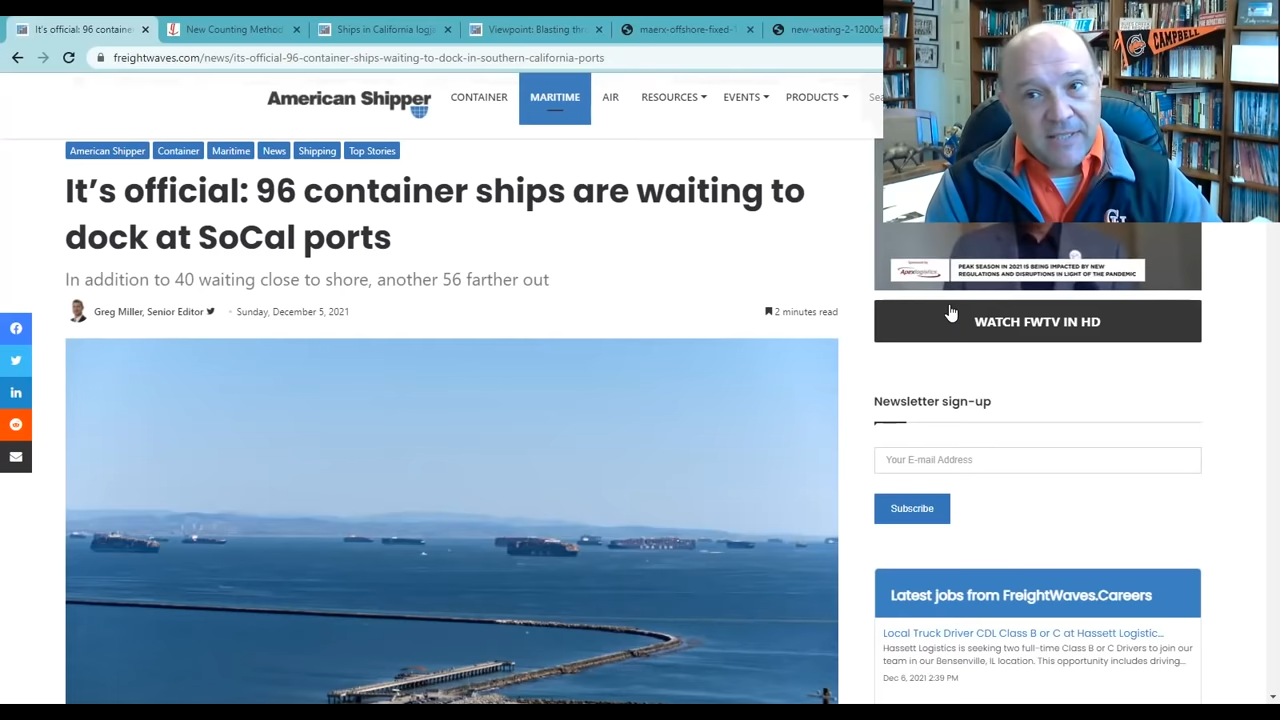 It's official: 96 container
New Counting Metho
Ships in California logi
Viewpoint: Blasting thr
maerx-offshore-fixed-1
new-wating-2-1200x5
freightwaves.com/news/its-official-96-container-ships-waiting-to-dock-in-southern-california-ports
CAMPBELL
American Shipper
CONTAINER
MARITIME
AIR
RESOURCES
EVENTS
PRODUCTS
Sea
American Shipper
Container
Maritime
News
Shipping
Top Stories
It's official: 96 container ships are waiting to
dock at SoCal ports
In addition to 40 waiting close to shore, another 56 farther out
Greg Miller, Senior Editor
Sunday, December 5, 2021
2 minutes read
Apexlogistics
PEAK SEASON IN 2021 IS BEING IMPACTED BY NEW
REGULATIONS AND DISRUPTIONS IN LIGHT OF THE PANDEMIC
WATCH FWTV IN HD
Newsletter sign-up
Your E-mail Address
Subscribe
Latest jobs from FreightWaves.Careers
Local Truck Driver CDL Class B or C at Hassett Logistic...
Hassett Logistics is seeking two full-time Class B or C Drivers to join our
team in our Bensenville, IL location. This opportunity includes driving...
Dec 6, 2021 2:39 PM